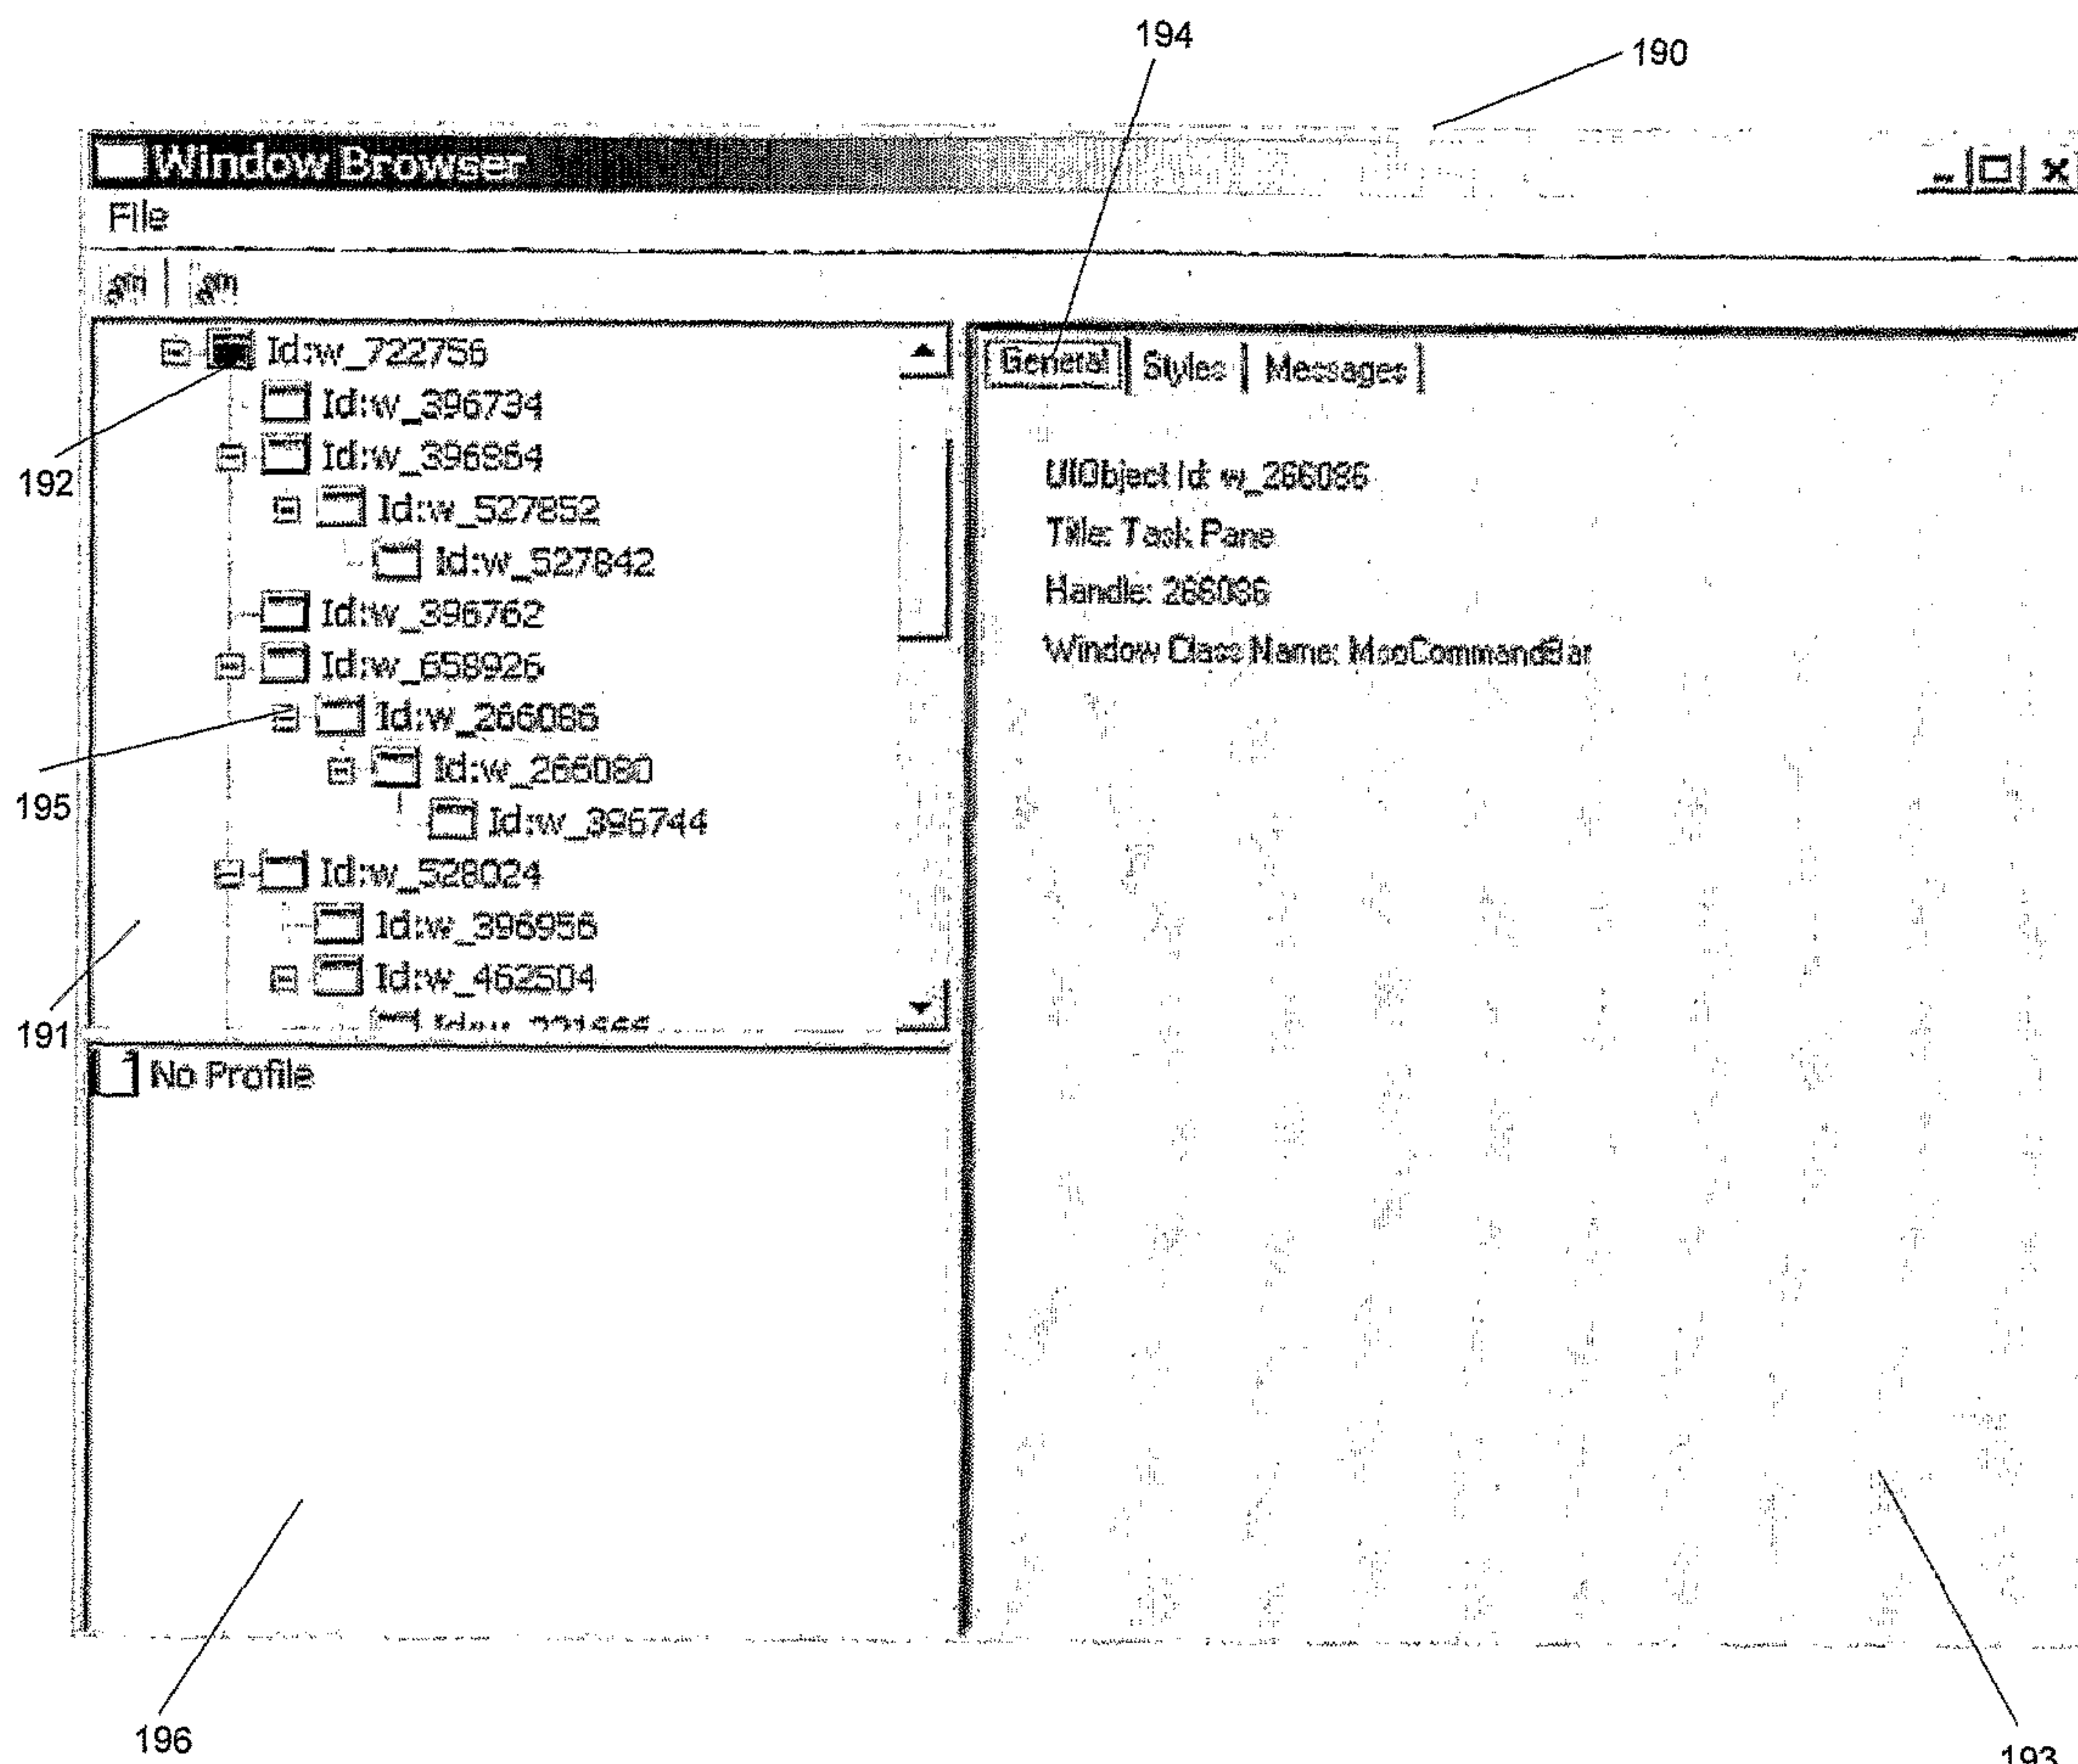 194
190
Window Browser
File
Id:w_722756
Id:w_396734
Id:w_396964
Id:w_527852
Id:w_527842
Id:w_396762
Id:w_658926
Id:w_266086
Id:w_266080
Id:w_396744
Id:w_528024
Id:w_396956
Id:w_462504
No Profile
General Styles Messages
UIObject Id: w_266086
Title: Task Pane
Handle: 266086
Window Class Name: MsoCommandBar
192
195
191
196
193